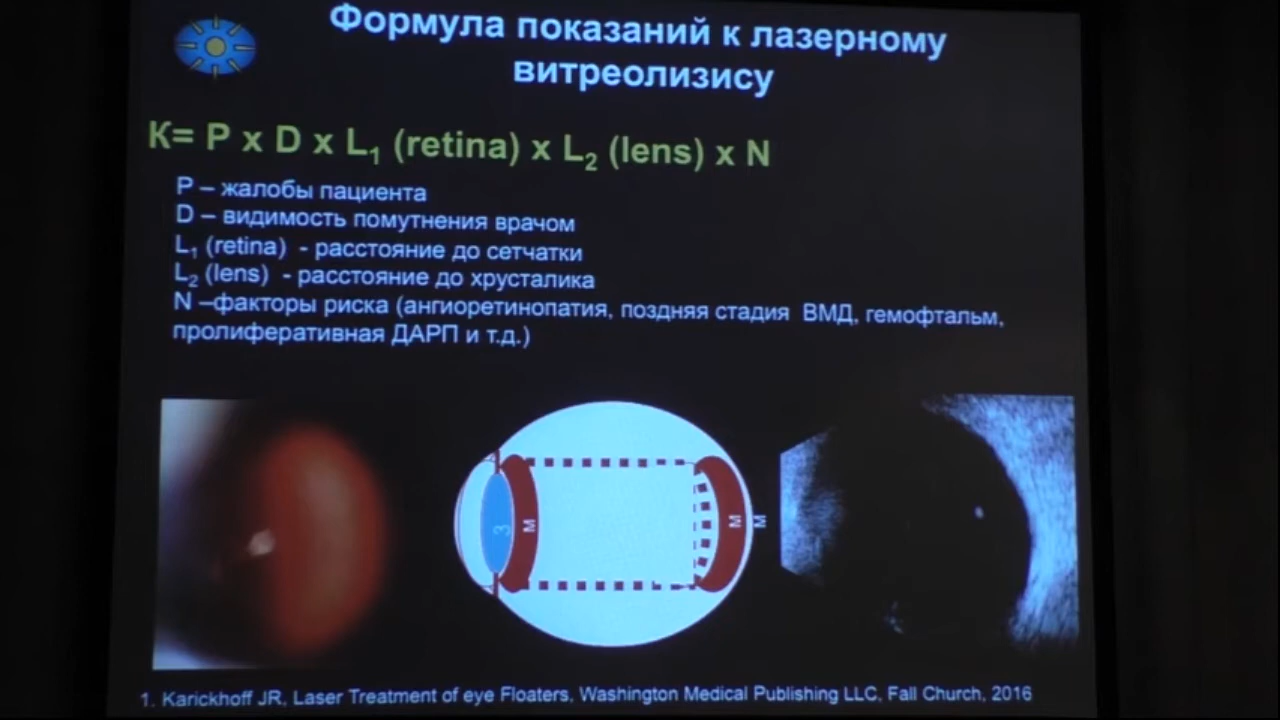 Формула показаний к лазерному
витреолизису
K= P x D x L₁ (retina) x L₂ (lens) x N
P – жалобы пациента
D – видимость помутнения врачом
L₁ (retina) - расстояние до сетчатки
L₂ (lens) - расстояние до хрусталика
N –факторы риска (ангиоретинопатия, поздняя стадия ВМД, гемофтальм,
пролиферативная ДАРП и т.д.)
3 M M M
1. Karickhoff JR, Laser Treatment of eye Floaters, Washington Medical Publishing LLC, Fall Church, 2016